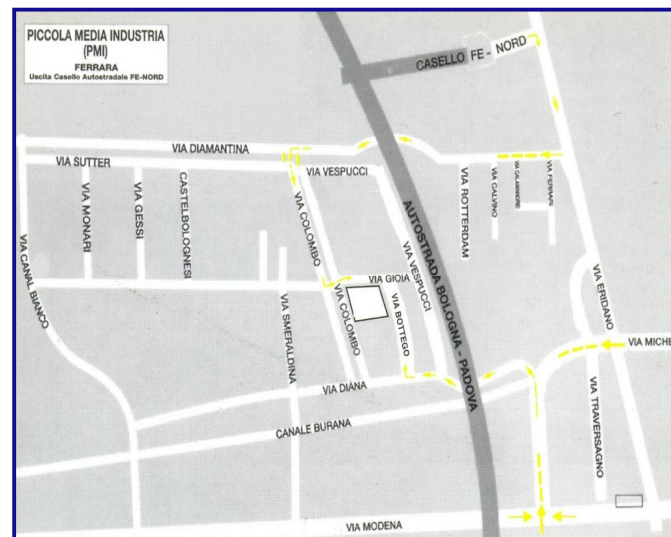 PICCOLA MEDIA INDUSTRIA
(PMI)
FERRARA
Uscita Casello Autostradale FE-NORD
CASELLO FE - NORD
VIA DIAMANTINA
VIA SUTTER
VIA VESPUCCI
VIA MONARI
VIA GESSI
CASTELBOLOGNESI
VIA COLOMBO
VIA ROTTERDAM
VIA CALVINO
VIA CALAMANDREI
VIA FERRARI
VIA CANAL BIANCO
AUTOSTRADA BOLOGNA - PADOVA
VIA VESPUCCI
VIA GIOIA
VIA ERIDANO
VIA SMERALDINA
VIA COLOMBO
VIA BOTTEGO
VIA MICHE
VIA DIANA
VIA TRAVERSAGNO
CANALE BURANA
VIA MODENA